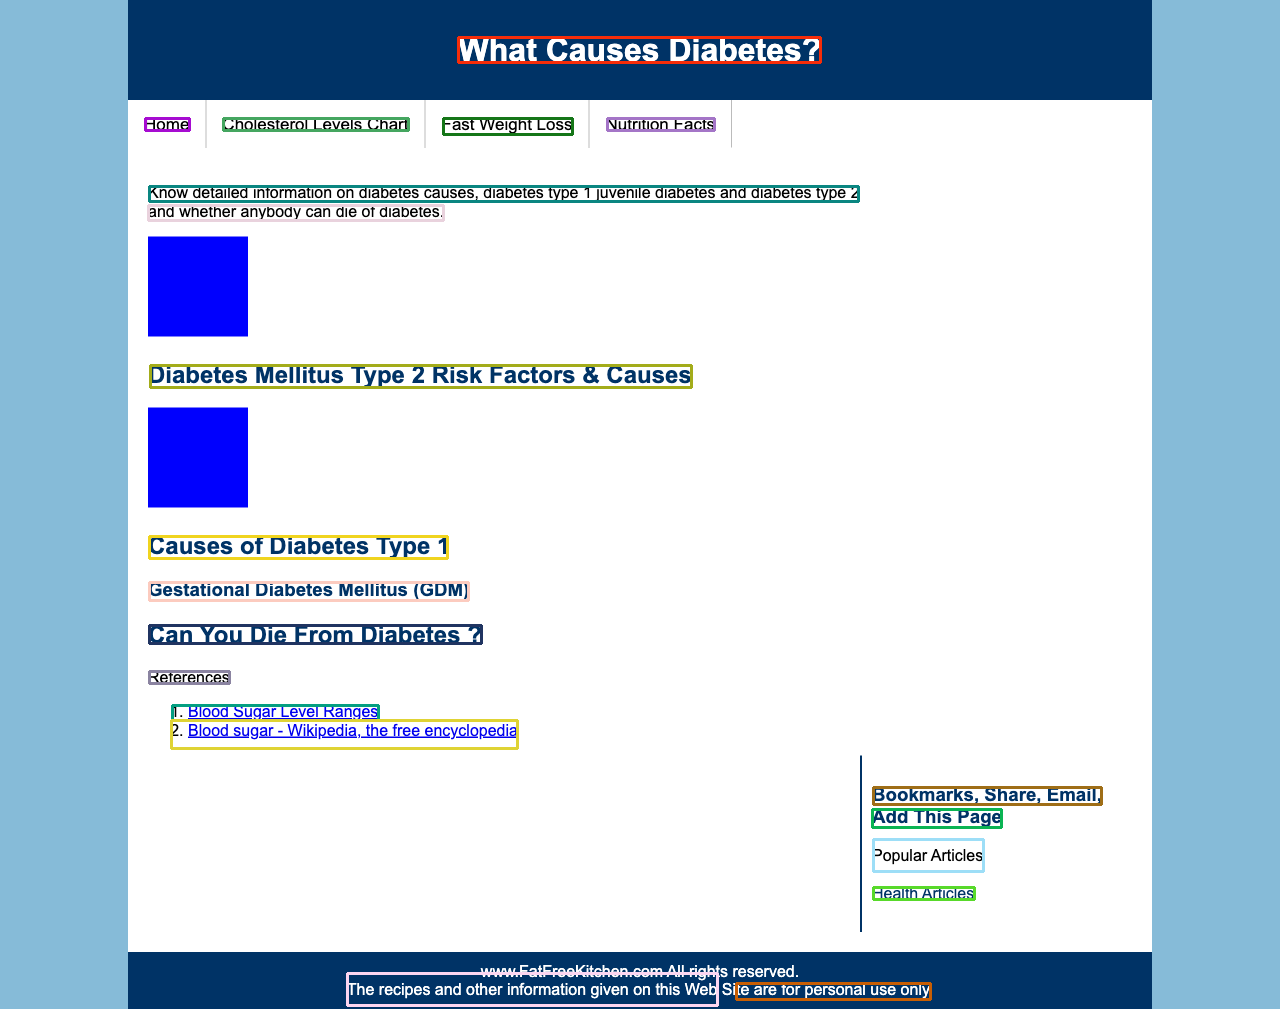 What Causes Diabetes?
Home
Cholesterol Levels Chart
Fast Weight Loss
Nutrition Facts
Know detailed information on diabetes causes, diabetes type 1 juvenile diabetes and diabetes type 2
and whether anybody can die of diabetes.
Diabetes Mellitus Type 2 Risk Factors & Causes
Causes of Diabetes Type 1
Gestational Diabetes Mellitus (GDM)
Can You Die From Diabetes ?
References
1. Blood Sugar Level Ranges
2. Blood sugar - Wikipedia, the free encyclopedia
Bookmarks, Share, Email,
Add This Page
Popular Articles
Health Articles
www.FatFreeKitchen.com All rights reserved.
The recipes and other information given on this Web Site are for personal use only